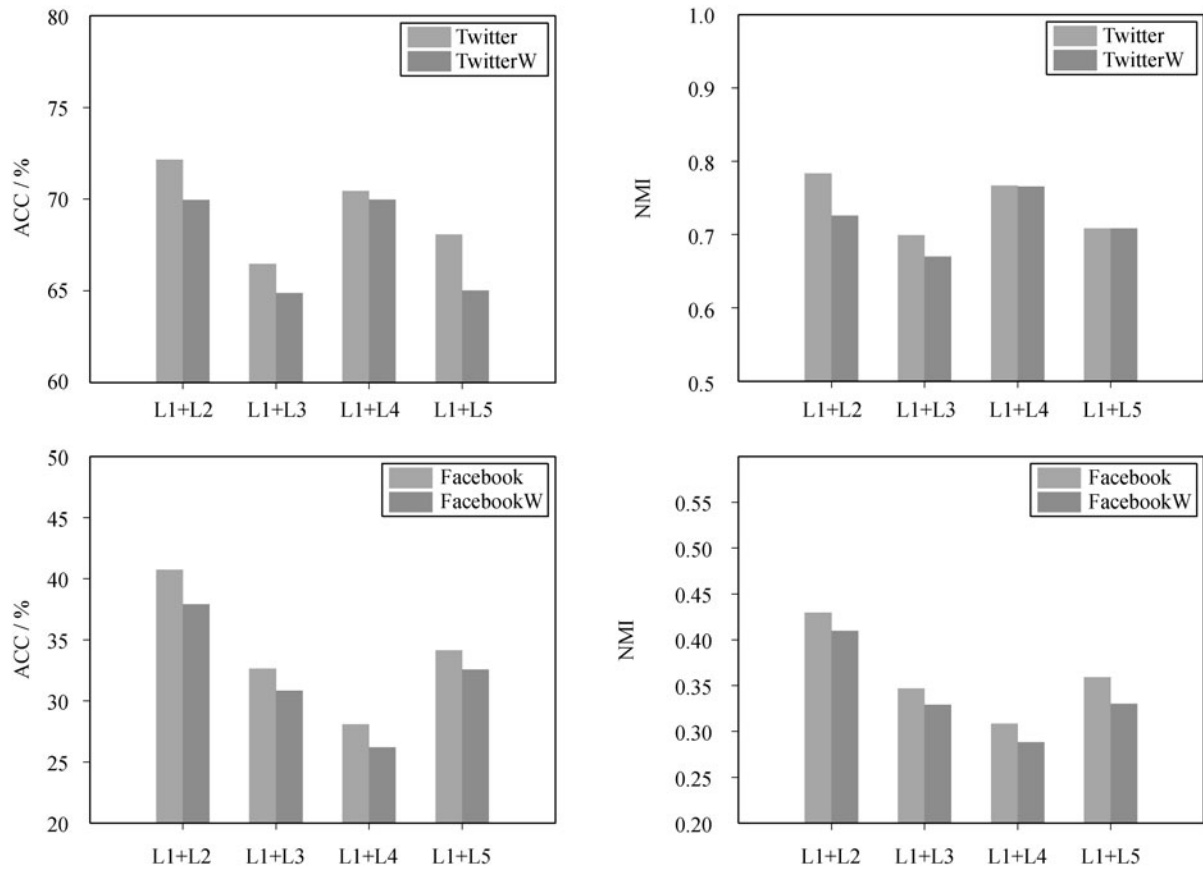 80
75
70
65
60
ACC / %
Twitter
TwitterW
L1+L2
L1+L3
L1+L4
L1+L5
1.0
0.9
0.8
0.7
0.6
0.5
NMI
Twitter
TwitterW
L1+L2
L1+L3
L1+L4
L1+L5
50
45
40
35
31
25
20
ACC / %
Facebook
FacebookW
L1+L2
L1+L3
L1+L4
L1+L5
0.55
0.50
0.45
0.40
0.35
0.30
0.25
0.20
NMI
Facebook
FacebookW
L1+L2
L1+L3
L1+L4
L1+L5